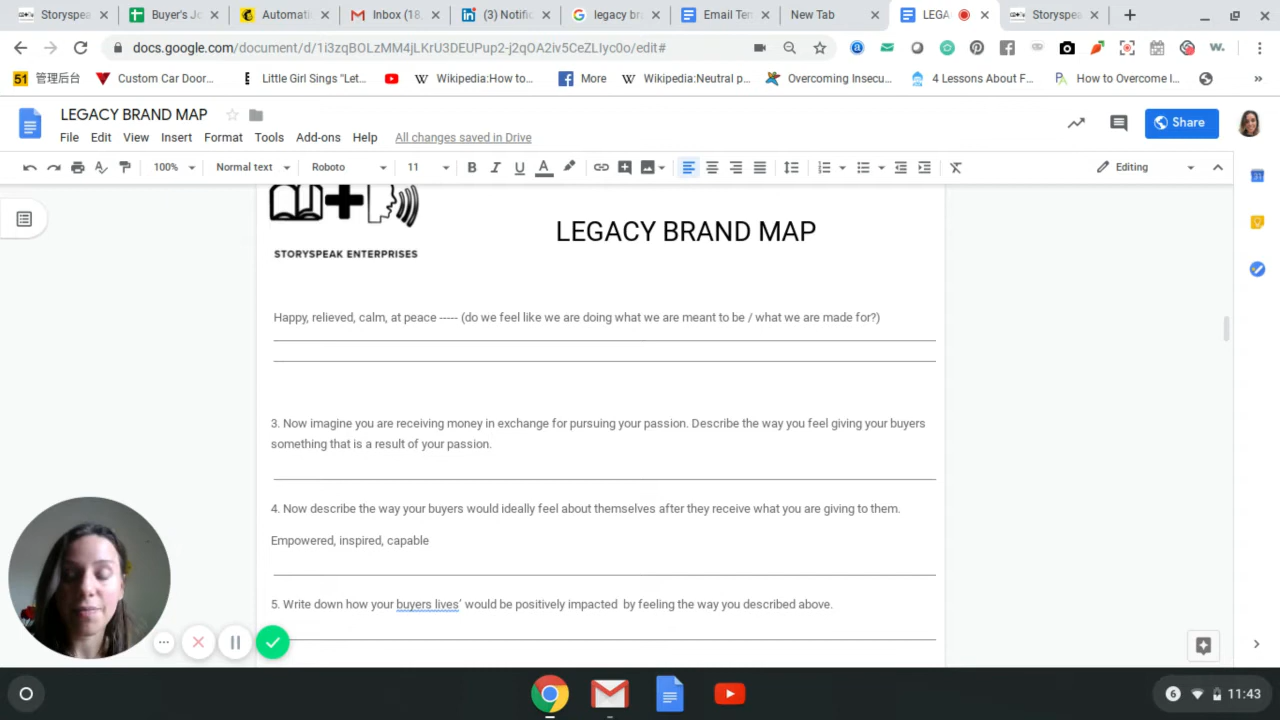 Storyspea
Buyer's Jo
Automati
Inbox (18,
(3) Notific
legacy bra
Email Tem
New Tab
LEGA
Storyspea
docs.google.com/document/d/1i3zqBOLzMM4jLKrU3DEUPup2-j2qOA2iv5CeZLIyc0o/edit#
51 管理后台
Custom Car Door...
Little Girl Sings "Let...
More
Wikipedia:How to...
Wikipedia:Neutral p...
Overcoming Insecu...
4 Lessons About F...
How to Overcome I...
»
LEGACY BRAND MAP
File Edit View Insert Format Tools Add-ons Help All changes saved in Drive
Share
100% Normal text Roboto 11 B I U A Editing
STORYSPEAK ENTERPRISES
LEGACY BRAND MAP
Happy, relieved, calm, at peace ----- (do we feel like we are doing what we are meant to be / what we are made for?)
3. Now imagine you are receiving money in exchange for pursuing your passion. Describe the way you feel giving your buyers
something that is a result of your passion.
4. Now describe the way your buyers would ideally feel about themselves after they receive what you are giving to them.
Empowered, inspired, capable
5. Write down how your buyers lives' would be positively impacted by feeling the way you described above.
6 11:43